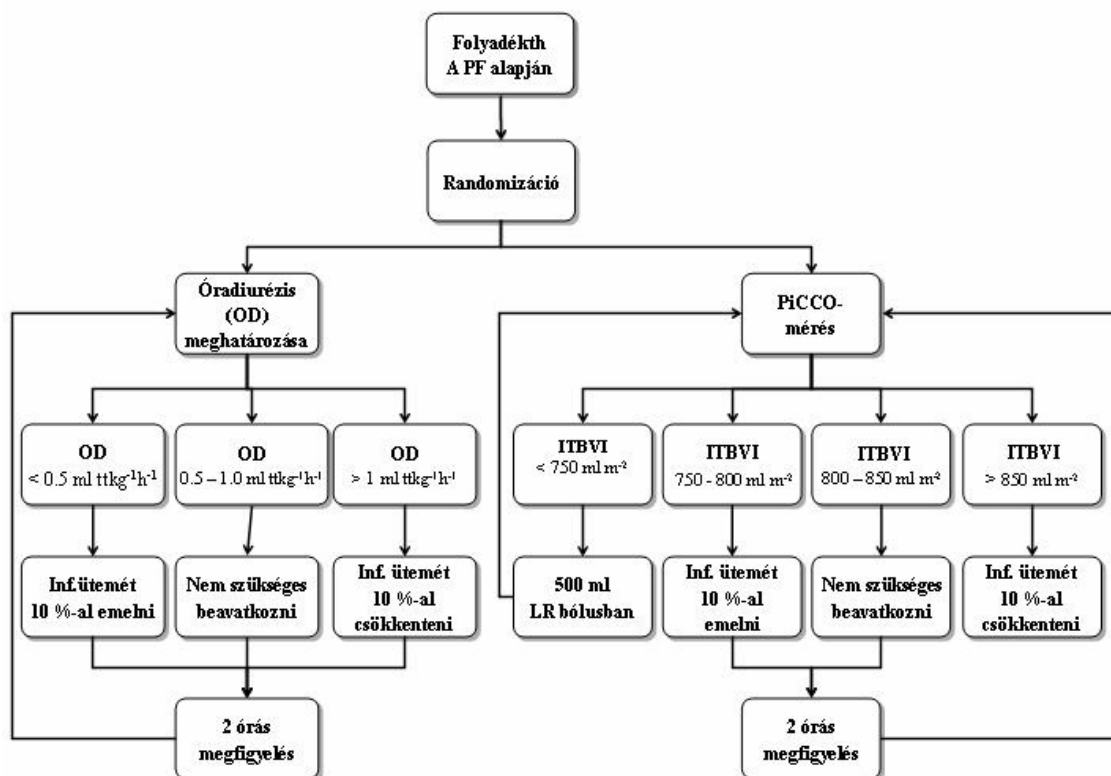 Folyadékth
A PF alapján
Randomizáció
Óradiurézis
(OD)
meghatározása
PiCCO-
mérés
OD
< 0.5 ml ttkg⁻¹h⁻¹
OD
0.5 – 1.0 ml ttkg⁻¹h⁻¹
OD
> 1 ml ttkg⁻¹h⁻¹
ITBVI
< 750 ml m⁻²
ITBVI
750 - 800 ml m⁻²
ITBVI
800 – 850 ml m⁻²
ITBVI
> 850 ml m⁻²
Inf.ütemét
10 %-al emelni
Nem szükséges
beavatkozni
Inf. ütemét
10 %-al
csökkenteni
500 ml
LR bólusban
Inf. ütemét
10 %-al
emelni
Nem szükséges
beavatkozni
Inf. ütemét
10 %-al
csökkenteni
2 órás
megfigyelés
2 órás
megfigyelés